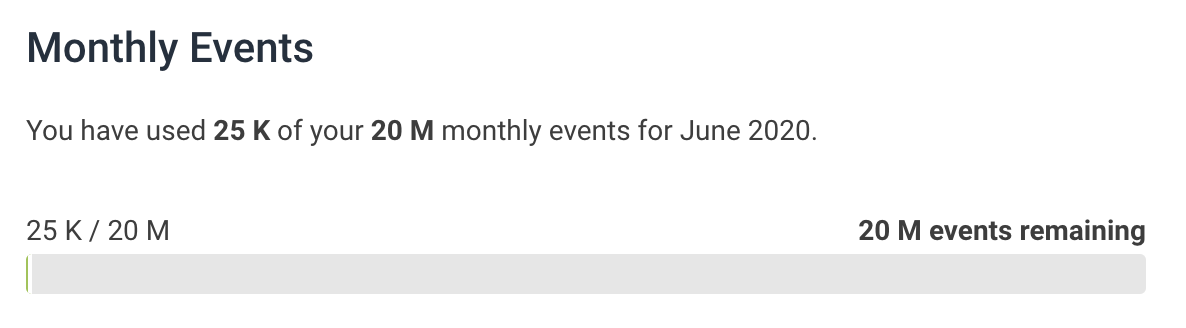 Monthly Events
You have used 25 K of your 20 M monthly events for June 2020.
25 K / 20 M
20 M events remaining